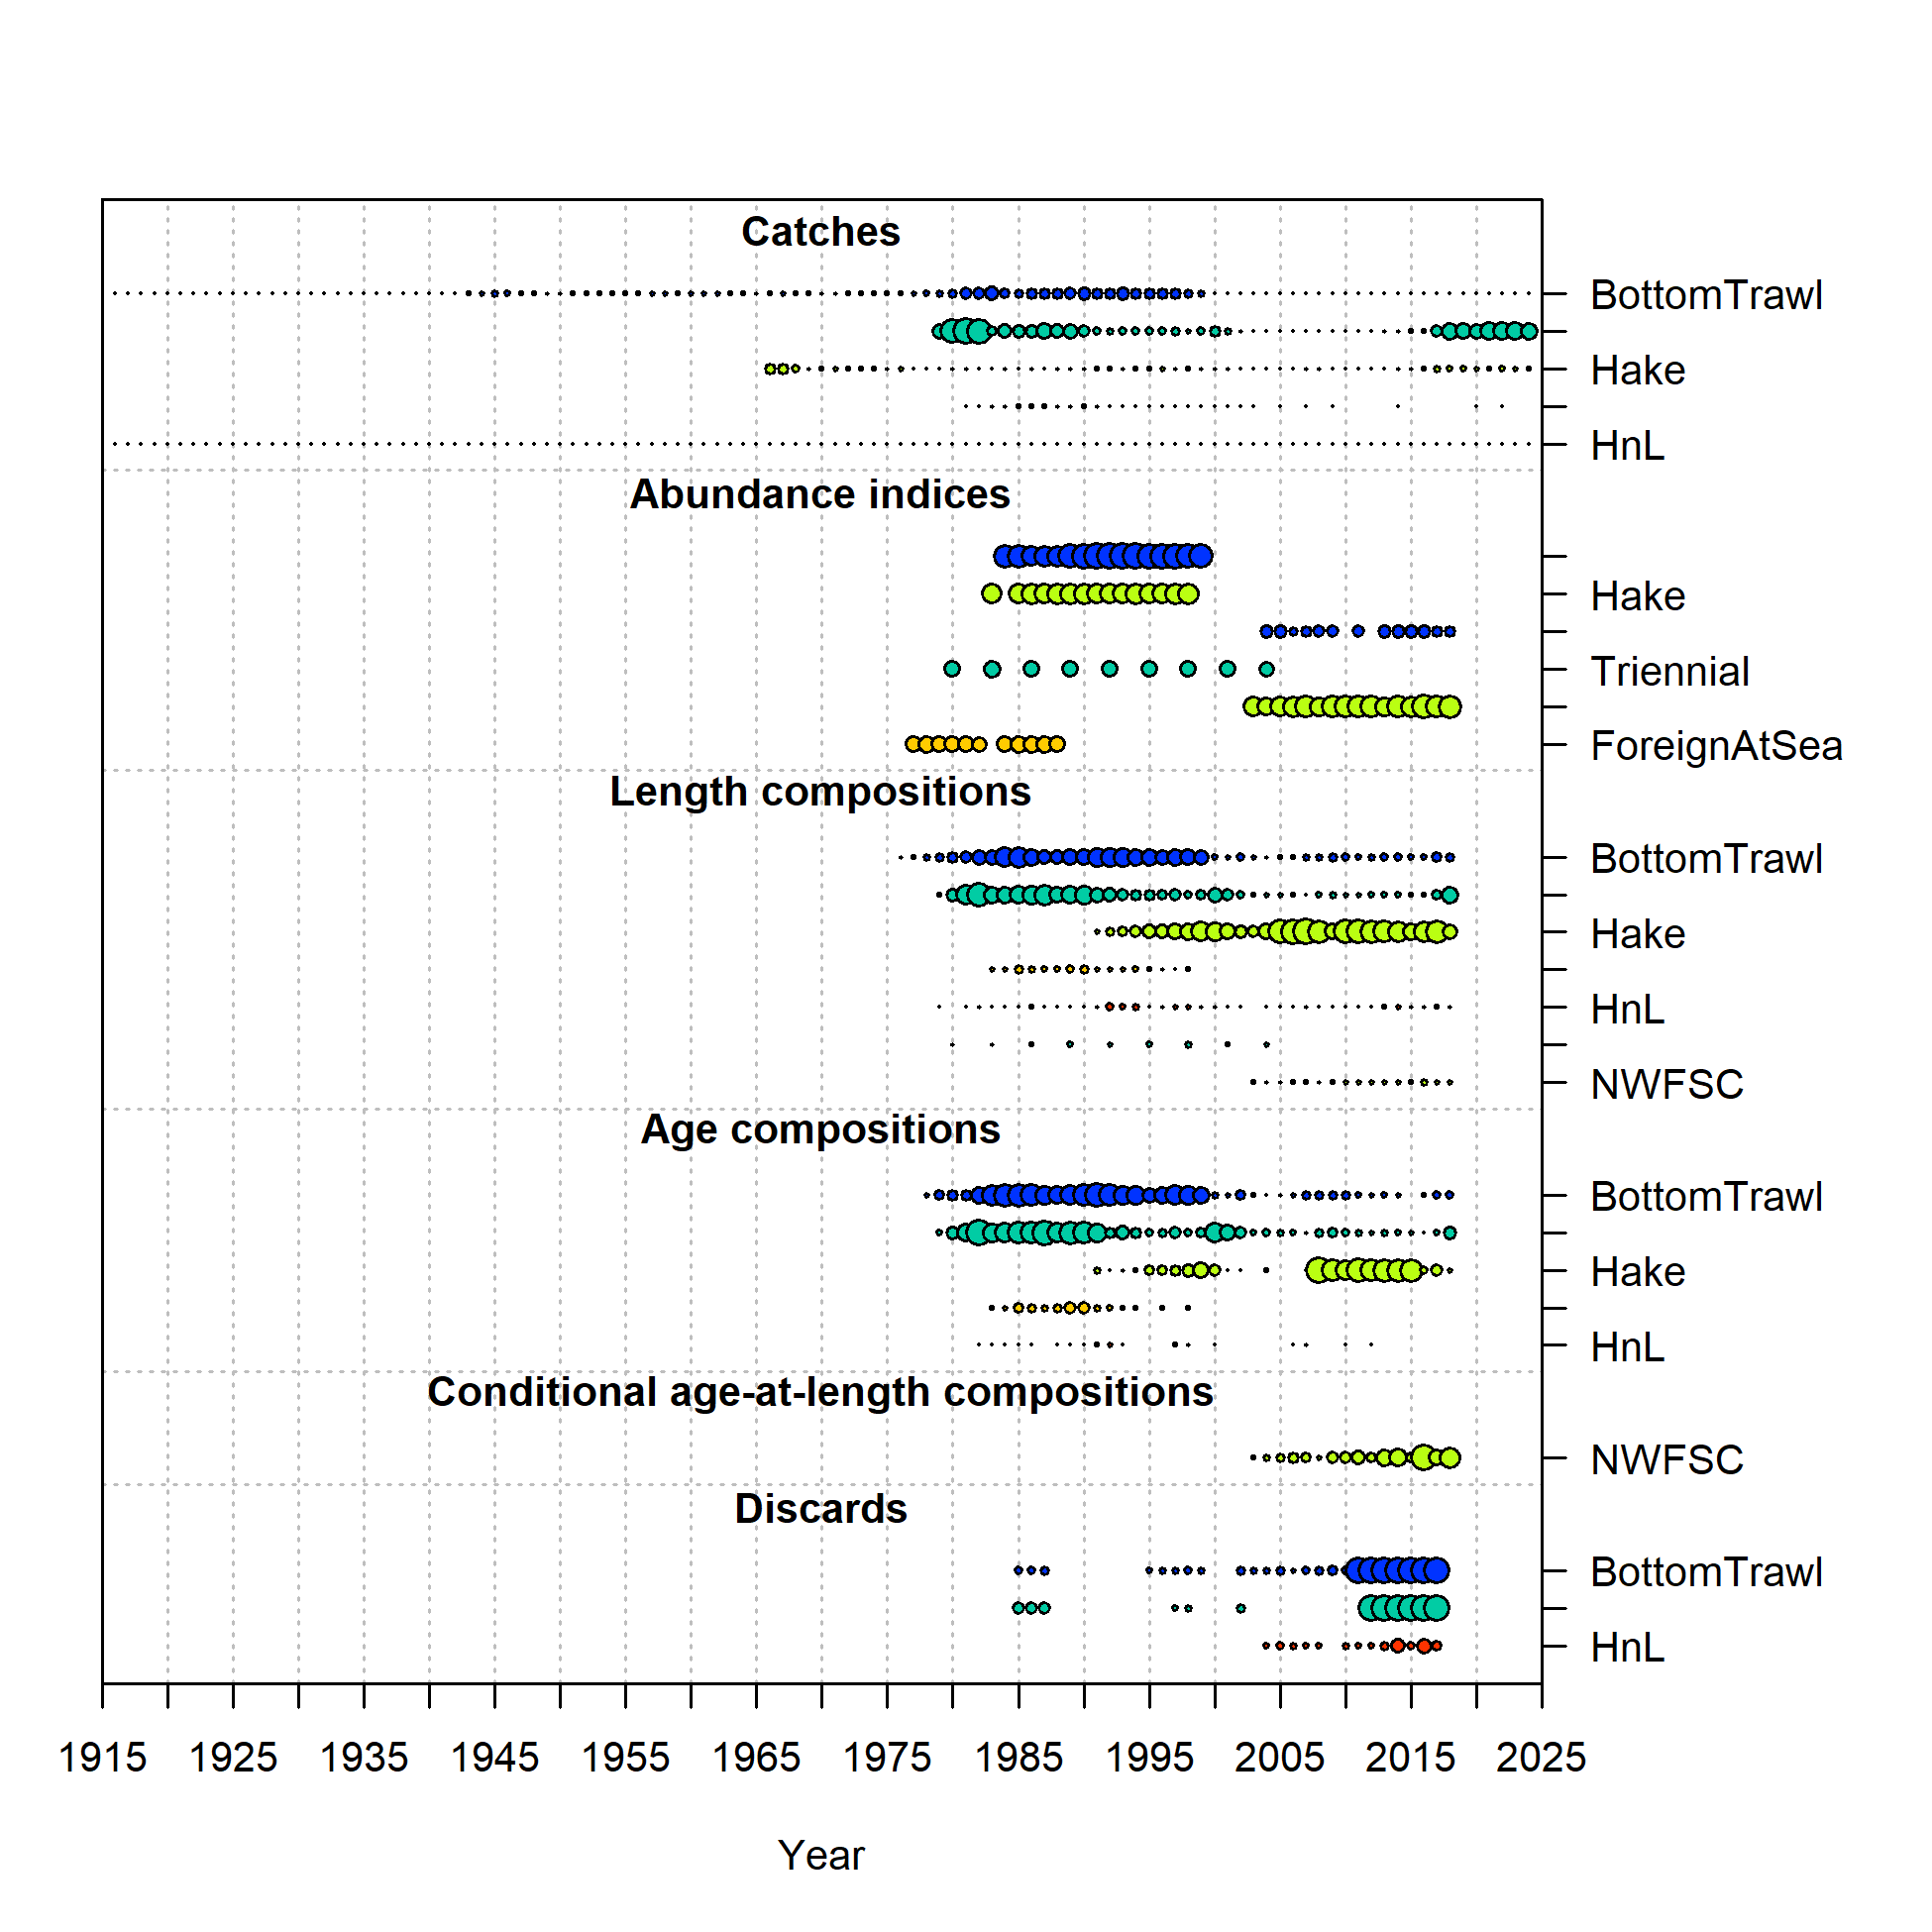 Catches
BottomTrawl
Hake
HnL
Abundance indices
Hake
Triennial
ForeignAtSea
Length compositions
BottomTrawl
Hake
HnL
NWFSC
Age compositions
BottomTrawl
Hake
HnL
Conditional age-at-length compositions
NWFSC
Discards
BottomTrawl
HnL
1915 1925 1935 1945 1955 1965 1975 1985 1995 2005 2015 2025
Year